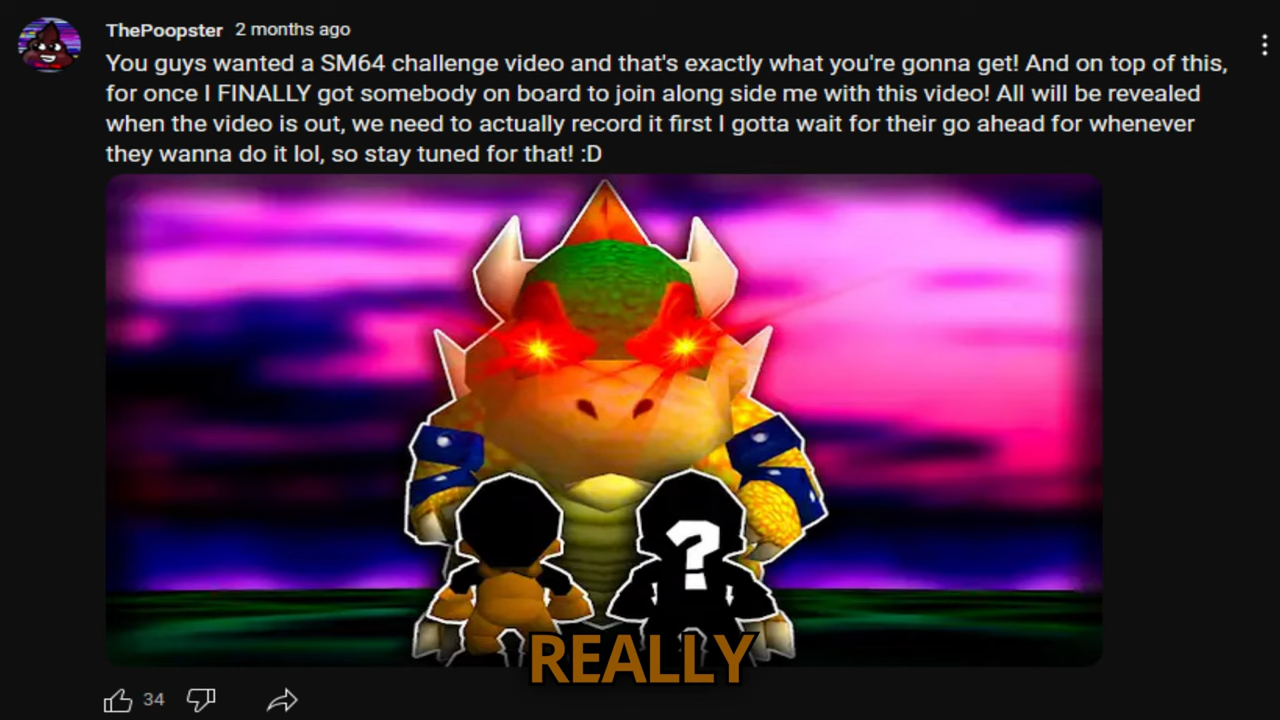 ThePoopster 2 months ago
You guys wanted a SM64 challenge video and that's exactly what you're gonna get! And on top of this,
for once I FINALLY got somebody on board to join along side me with this video! All will be revealed
when the video is out, we need to actually record it first I gotta wait for their go ahead for whenever
they wanna do it lol, so stay tuned for that! :D
?
REALLY
34